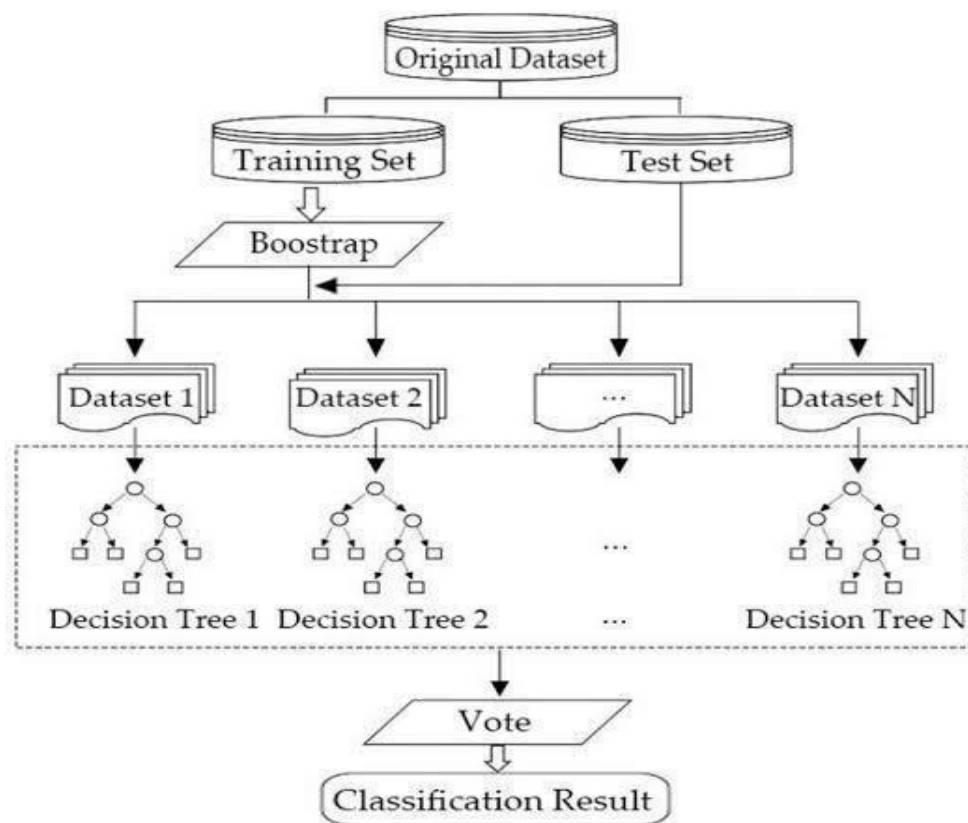 Original Dataset
Training Set
Test Set
Boostrap
Dataset 1
Dataset 2
...
Dataset N
...
Decision Tree 1
Decision Tree 2
...
Decision Tree N
Vote
Classification Result